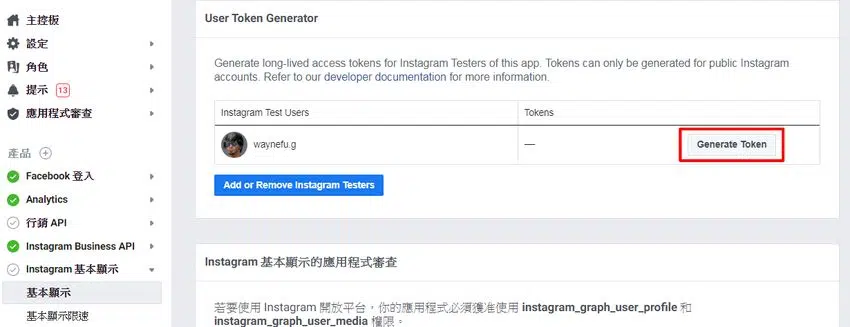 主控板
設定
角色
提示 13
應用程式審查
產品
Facebook 登入
Analytics
行銷 API
Instagram Business API
Instagram 基本顯示
基本顯示
基本顯示限速
User Token Generator
Generate long-lived access tokens for Instagram Testers of this app. Tokens can only be generated for public Instagram
accounts. Refer to our developer documentation for more information.
Instagram Test Users Tokens
waynefu.g — Generate Token
Add or Remove Instagram Testers
Instagram 基本顯示的應用程式審查
若要使用 Instagram 開放平台，你的應用程式必須獲准使用 instagram_graph_user_profile 和
instagram_graph_user_media 權限。